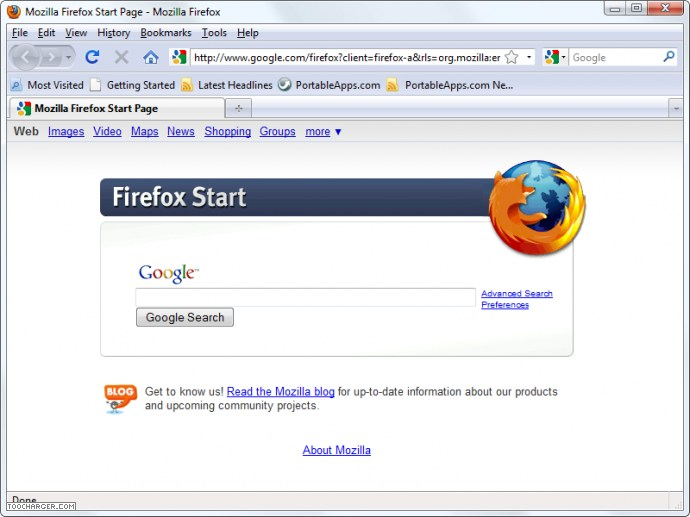 Mozilla Firefox Start Page - Mozilla Firefox
File Edit View History Bookmarks Tools Help
http://www.google.com/firefox?client=firefox-a&rls=org.mozilla:er
Google
Most Visited Getting Started Latest Headlines PortableApps.com PortableApps.com Ne...
Mozilla Firefox Start Page
Web Images Video Maps News Shopping Groups more ▼
Firefox Start
Google™
Advanced Search
Preferences
Google Search
BLOG
Get to know us! Read the Mozilla blog for up-to-date information about our products
and upcoming community projects.
About Mozilla
Done
TOOCHARGER.COM